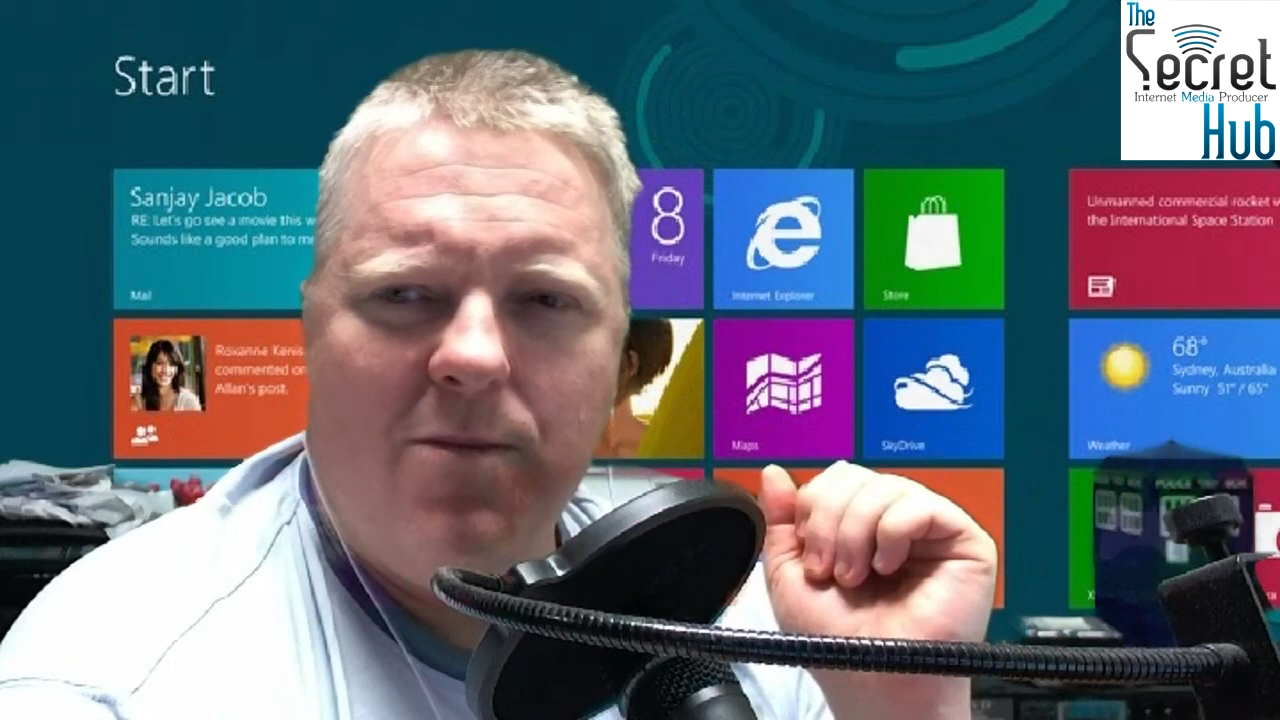 The
Secret
Internet Media Producer
Hub
Start
Sanjay Jacob
RE: Let's go see a movie this
Sounds like a good plan to
Mail
8
Friday
Internet Explorer
Store
Unmanned commercial rocket
the International Space Station
Roxanne Kenis
commented on
Allan's post.
Maps
SkyDrive
68°
Sydney, Australia
Sunny 51°/65°
Weather
POLICE
BOX